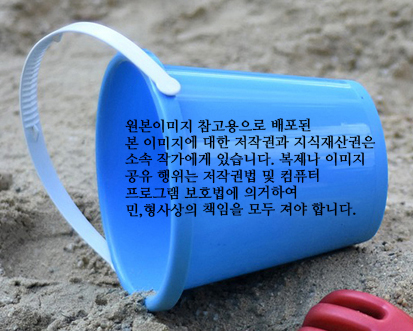 원본이미지 참고용으로 배포된
본 이미지에 대한 저작권과 지식재산권은
소속 작가에게 있습니다. 복제나 이미지
공유 행위는 저작권법 및 컴퓨터
프로그램 보호법에 의거하여
민,형사상의 책임을 모두 져야 합니다.